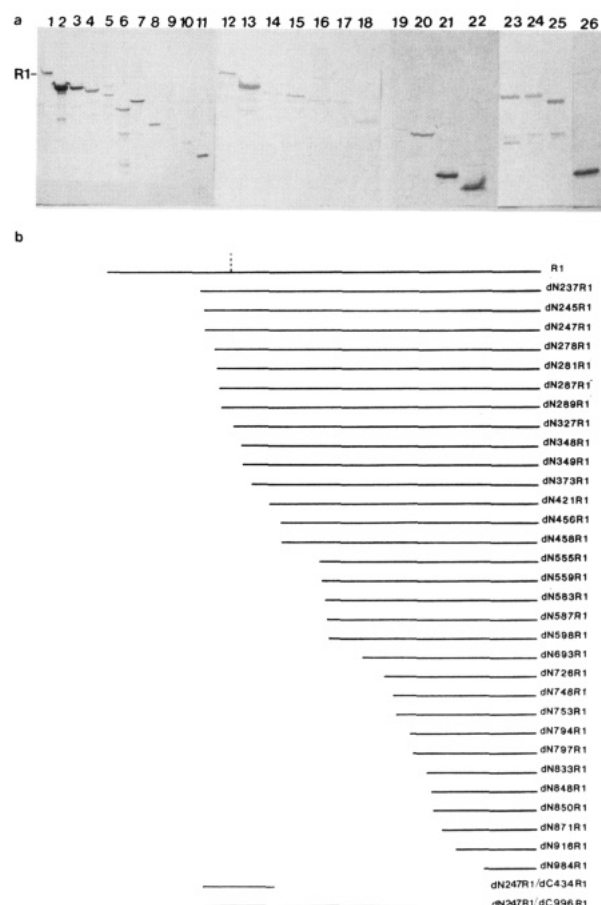 a
1 2 3 4 5 6 7 8 9 10 11 12 13 14 15 16 17 18 19 20 21 22 23 24 25 26
R1-
b
R1
dN237R1
dN245R1
dN247R1
dN278R1
dN281R1
dN287R1
dN289R1
dN327R1
dN348R1
dN349R1
dN373R1
dN421R1
dN456R1
dN458R1
dN555R1
dN559R1
dN583R1
dN587R1
dN598R1
dN693R1
dN726R1
dN748R1
dN753R1
dN794R1
dN797R1
dN833R1
dN848R1
dN850R1
dN871R1
dN916R1
dN984R1
dN247R1/dC434R1
dN247R1/dC996R1